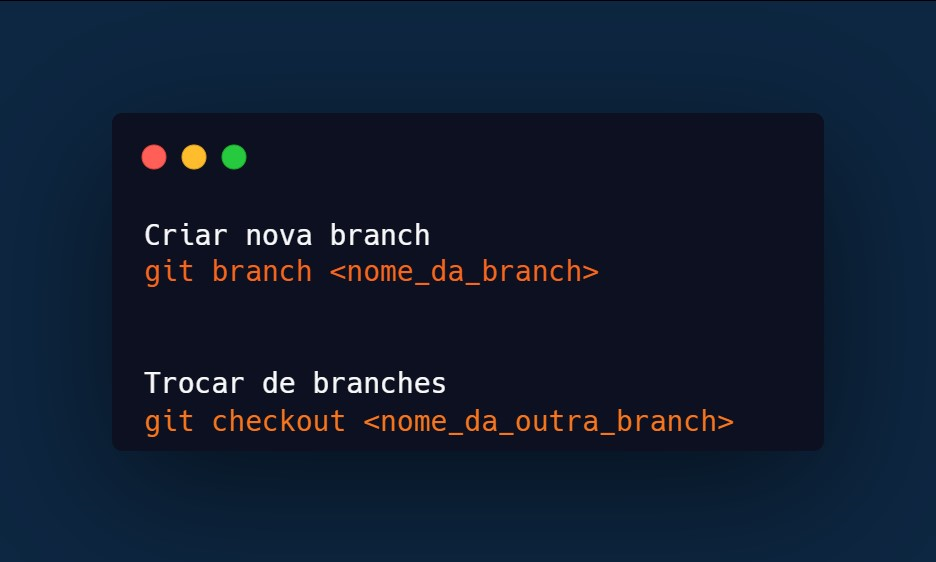 Criar nova branch
git branch <nome_da_branch>
Trocar de branches
git checkout <nome_da_outra_branch>